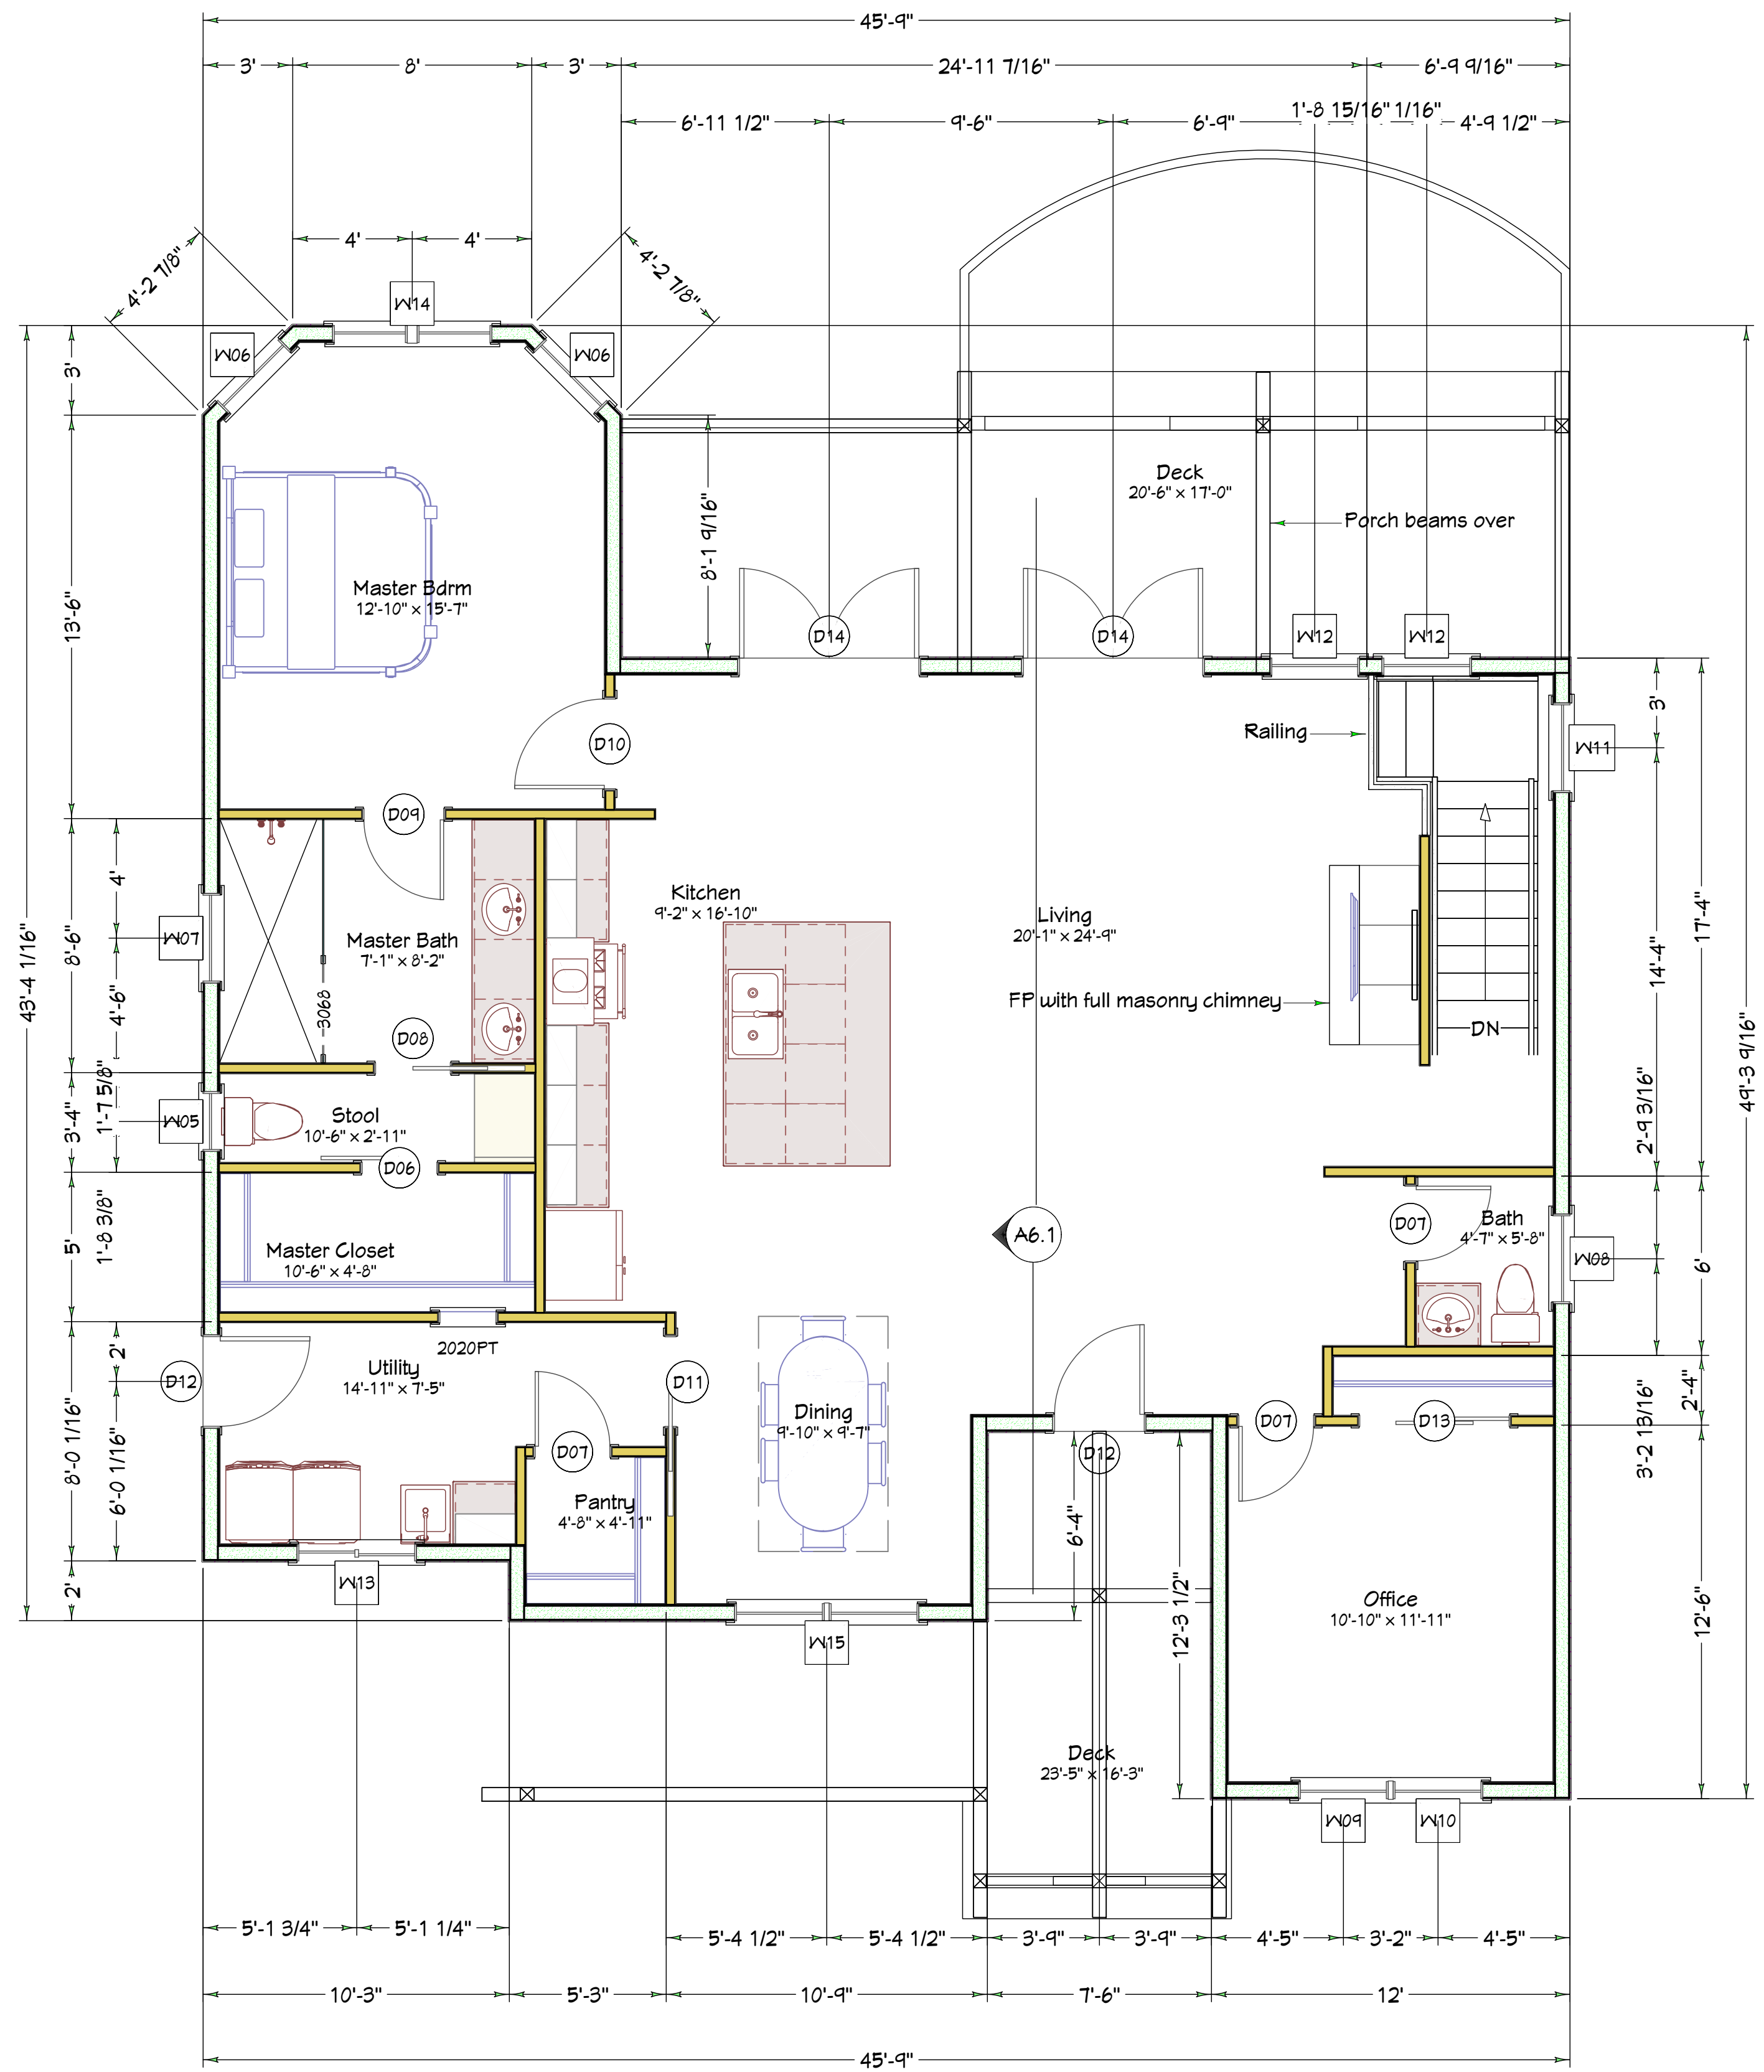 45'-9"
3'
8'
3'
24'-11 7/16"
6'-9 9/16"
1'-8 15/16" 1/16"
6'-11 1/2"
9'-6"
6'-9"
4'-9 1/2"
4'
4'
4'-2 7/8"
4'-2 7/8"
W14
W06
W06
3'
Deck
20'-6" × 17'-0"
Porch beams over
8'-1 9/16"
13'-6"
Master Bdrm
12'-10" × 15'-7"
D14
D14
W12
W12
3'
Railing
D10
W11
D09
4'
Kitchen
9'-2" × 16'-10"
Living
20'-1" × 24'-9"
17'-4"
W07
Master Bath
7'-1" × 8'-2"
8'-6"
43'-4 1/16"
14'-4"
4'-6"
3068
FP with full masonry chimney
DN
D08
49'-3 9/16"
1'-7 5/8"
3'-4"
W05
Stool
10'-6" × 2'-11"
2'-9 3/16"
D06
1'-8 3/8"
5'
Master Closet
10'-6" × 4'-8"
A6.1
D07
Bath
4'-7" × 5'-8"
W08
6'
2020PT
2'
Utility
14'-11" × 7'-5"
D12
D11
Dining
9'-10" × 9'-7"
D07
D13
3'-2 13/16"
2'-4"
8'-0 1/16"
6'-0 1/16"
D07
D12
Pantry
4'-8" × 4'-11"
6'-4"
2'
W13
W15
12'-3 1/2"
Office
10'-10" × 11'-11"
12'-6"
Deck
23'-5" × 16'-3"
W09
W10
5'-1 3/4"
5'-1 1/4"
5'-4 1/2"
5'-4 1/2"
3'-9"
3'-9"
4'-5"
3'-2"
4'-5"
10'-3"
5'-3"
10'-9"
7'-6"
12'
45'-9"